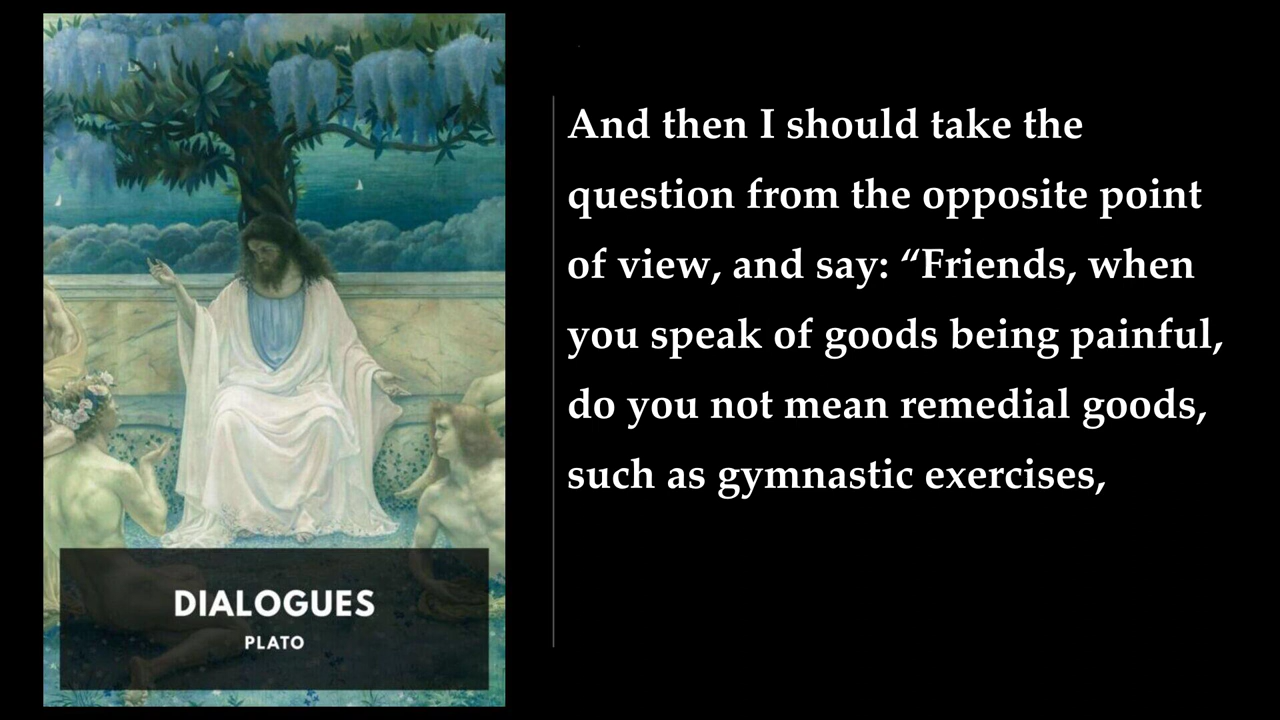 And then I should take the
question from the opposite point
of view, and say: “Friends, when
you speak of goods being painful,
do you not mean remedial goods,
such as gymnastic exercises,
DIALOGUES
PLATO